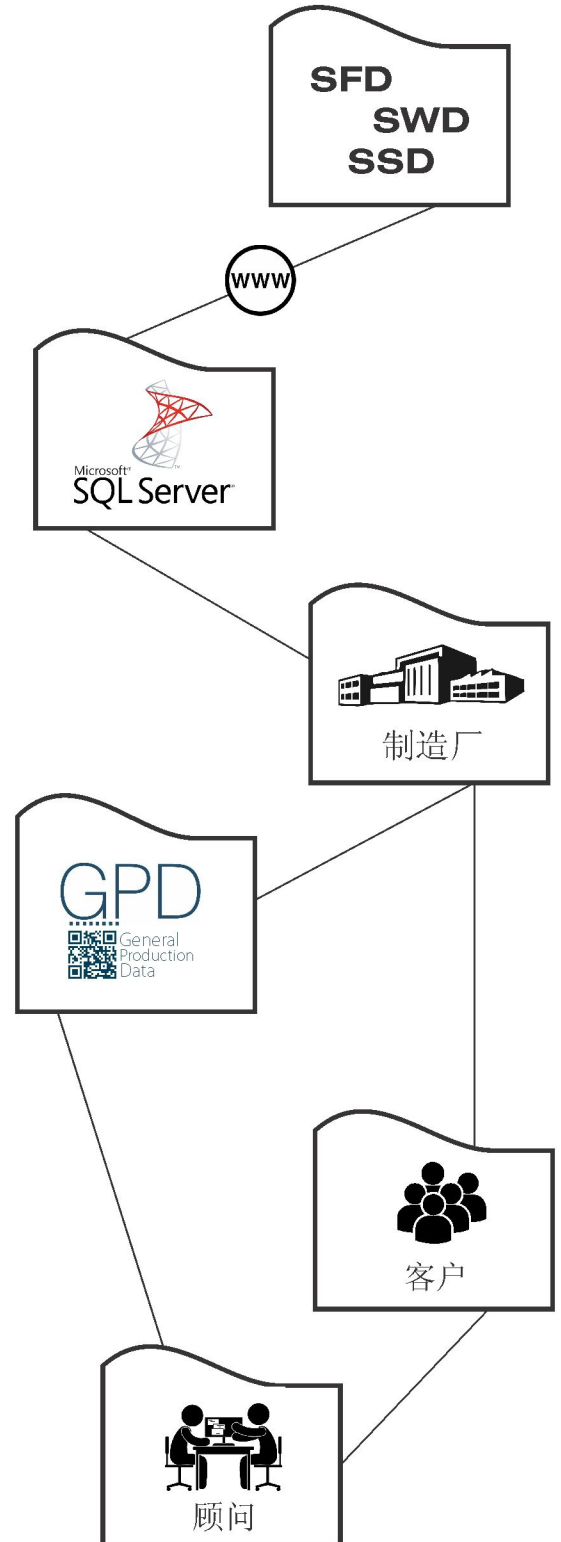 SFD
SWD
SSD
WWW
Microsoft®
SQL Server®
制造厂
GPD
General
Production
Data
客户
顾问